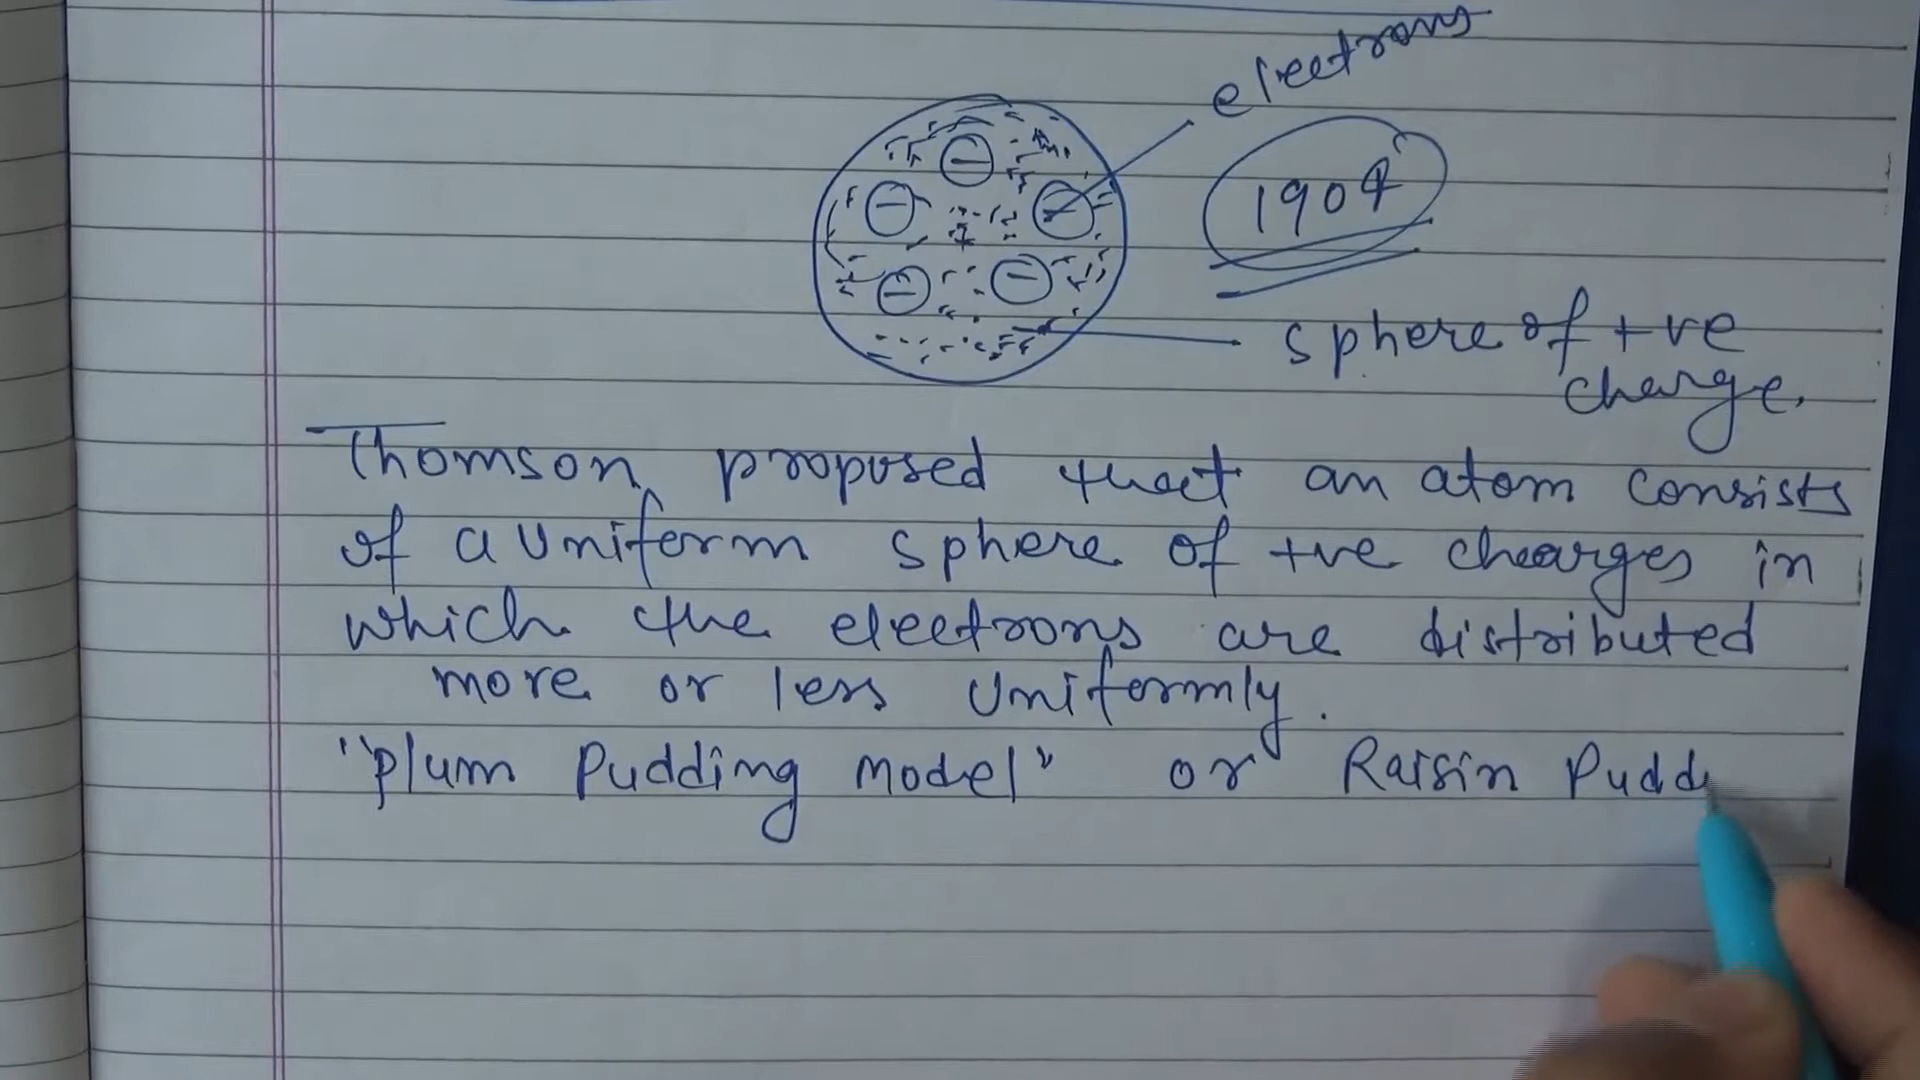 electrons
1904
sphere of +ve
charge.
Thomson proposed that an atom consists
of a uniform sphere of +ve charges in
which the electrons are distributed
more or less uniformly.
"Plum Pudding Model" or Raisin Pudd